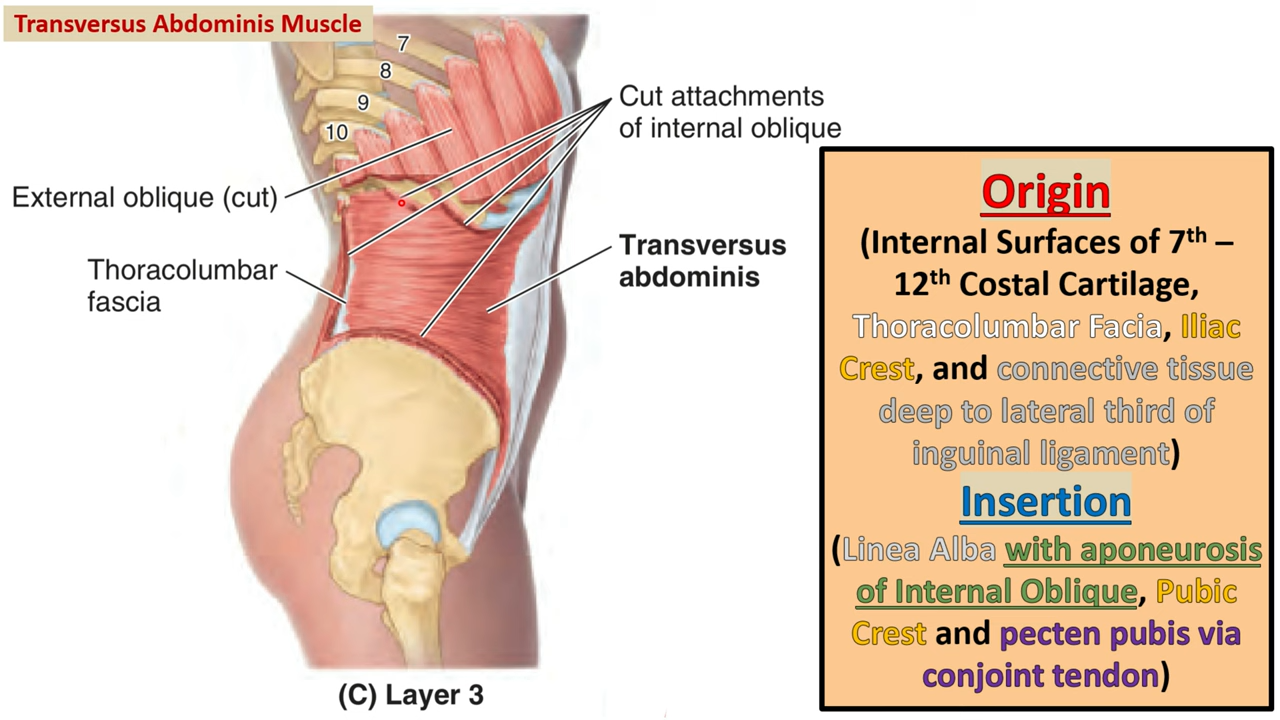 Transversus Abdominis Muscle
7
8
9
10
Cut attachments
of internal oblique
External oblique (cut)
Thoracolumbar
fascia
Transversus
abdominis
(C) Layer 3
Origin
(Internal Surfaces of 7th –
12th Costal Cartilage,
Thoracolumbar Facia, Iliac
Crest, and connective tissue
deep to lateral third of
inguinal ligament)
Insertion
(Linea Alba with aponeurosis
of Internal Oblique, Pubic
Crest and pecten pubis via
conjoint tendon)